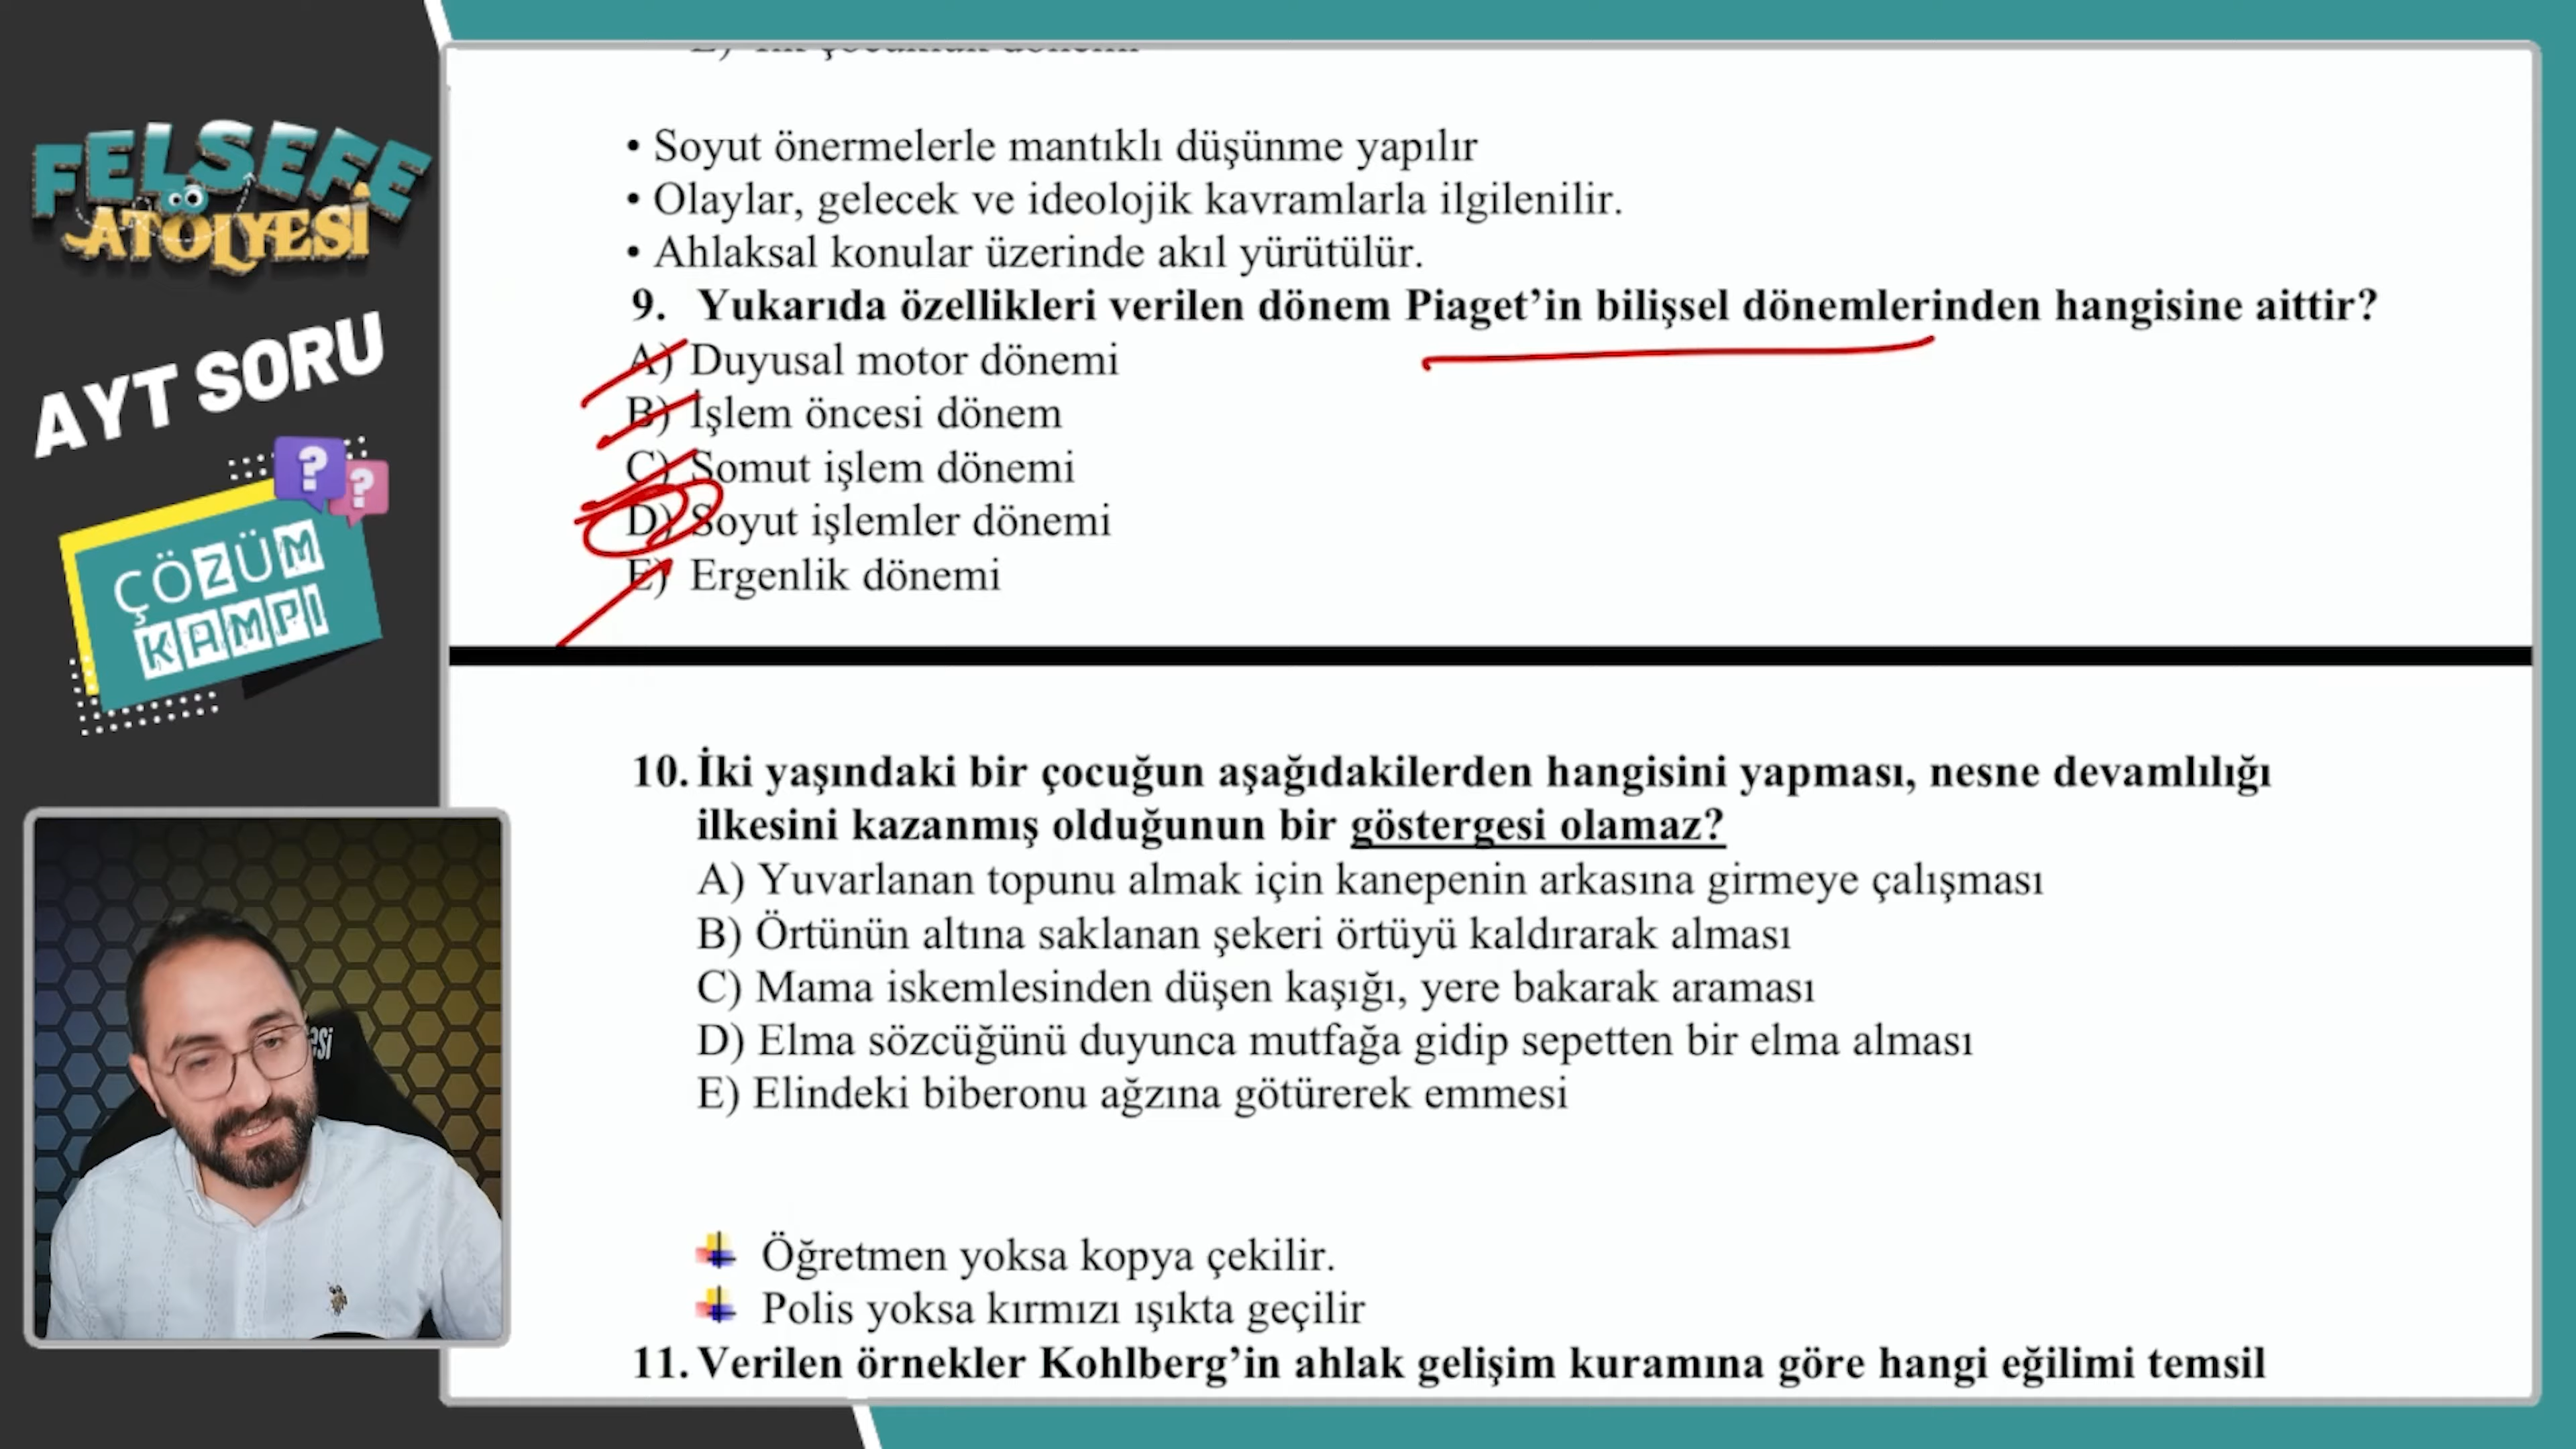 FELSEFE
ATÖLYESİ
AYT SORU
?
?
ÇÖZÜM
KAMPI
• Soyut önermelerle mantıklı düşünme yapılır
• Olaylar, gelecek ve ideolojik kavramlarla ilgilenilir.
• Ahlaksal konular üzerinde akıl yürütülür.
9. Yukarıda özellikleri verilen dönem Piaget’in bilişsel dönemlerinden hangisine aittir?
A) Duyusal motor dönemi
B) İşlem öncesi dönem
C) Somut işlem dönemi
D) Soyut işlemler dönemi
E) Ergenlik dönemi
10. İki yaşındaki bir çocuğun aşağıdakilerden hangisini yapması, nesne devamlılığı
ilkesini kazanmış olduğunun bir göstergesi olamaz?
A) Yuvarlanan topunu almak için kanepenin arkasına girmeye çalışması
B) Örtünün altına saklanan şekeri örtüyü kaldırarak alması
C) Mama iskemlesinden düşen kaşığı, yere bakarak araması
D) Elma sözcüğünü duyunca mutfağa gidip sepetten bir elma alması
E) Elindeki biberonu ağzına götürerek emmesi
Öğretmen yoksa kopya çekilir.
Polis yoksa kırmızı ışıkta geçilir
11. Verilen örnekler Kohlberg’in ahlak gelişim kuramına göre hangi eğilimi temsil